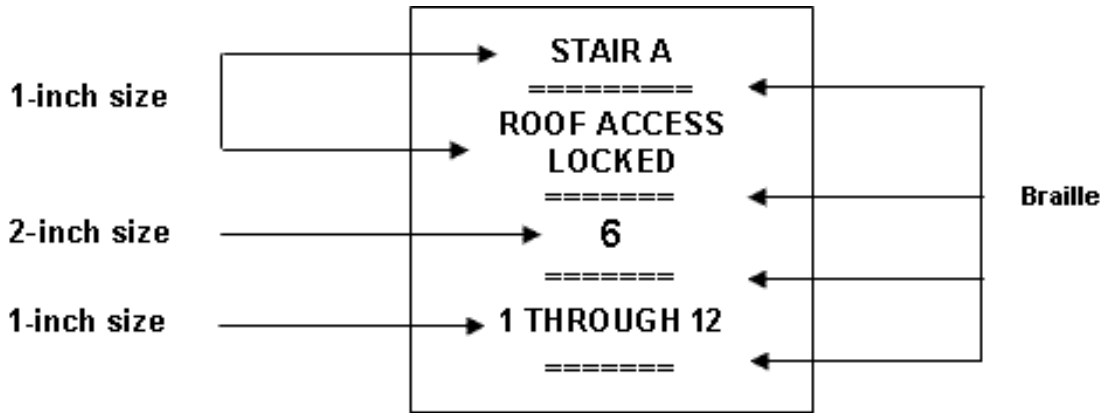 STAIR A
=========
1-inch size
ROOF ACCESS
LOCKED
=======
Braille
2-inch size
6
=======
1-inch size
1 THROUGH 12
=======